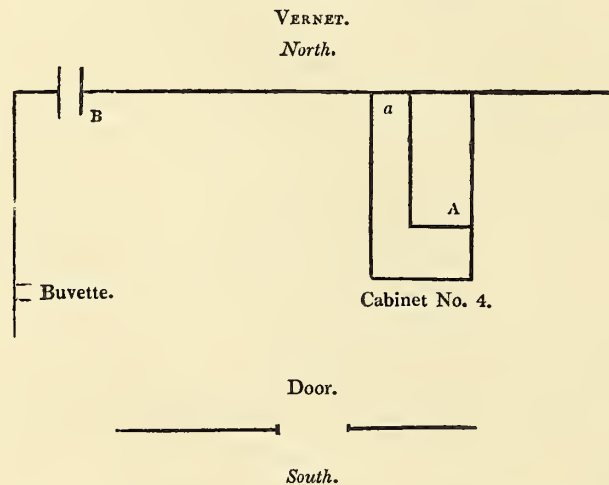 VERNET.
North.
B
a
A
Buvette.
Cabinet No. 4.
Door.
South.